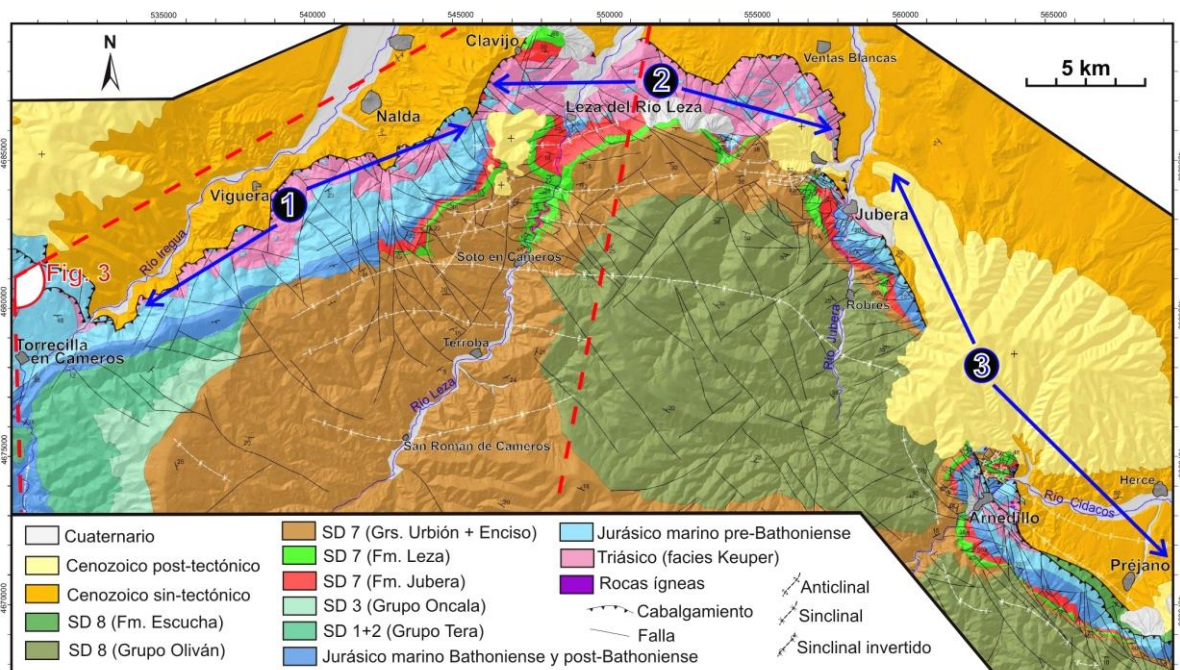 535000
540000
545000
550000
555000
560000
565000
N
Clavijo
2
Ventas Blancas
5 km
Nalda
Leza del Río Leza
4685000
Viguera
1
Jubera
Río Iregua
Soto en Cameros
Fig. 3
4680000
Robres
Torrecilla
en Cameros
Terroba
Río Jubera
3
Río Leza
San Román de Cameros
4675000
Herce
Río Cidacos
Arnedillo
Préjano
4670000
Cuaternario
Cenozoico post-tectónico
Cenozoico sin-tectónico
SD 8 (Fm. Escucha)
SD 8 (Grupo Oliván)
SD 7 (Grs. Urbión + Enciso)
SD 7 (Fm. Leza)
SD 7 (Fm. Jubera)
SD 3 (Grupo Oncala)
SD 1+2 (Grupo Tera)
Jurásico marino Bathoniense y post-Bathoniense
Jurásico marino pre-Bathoniense
Triásico (facies Keuper)
Rocas ígneas
Cabalgamiento
Falla
Anticlinal
Sinclinal
Sinclinal invertido